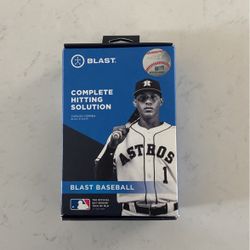 BLAST.
COMPLETE
HITTING
SOLUTION
ASTROS
1
BLAST BASEBALL